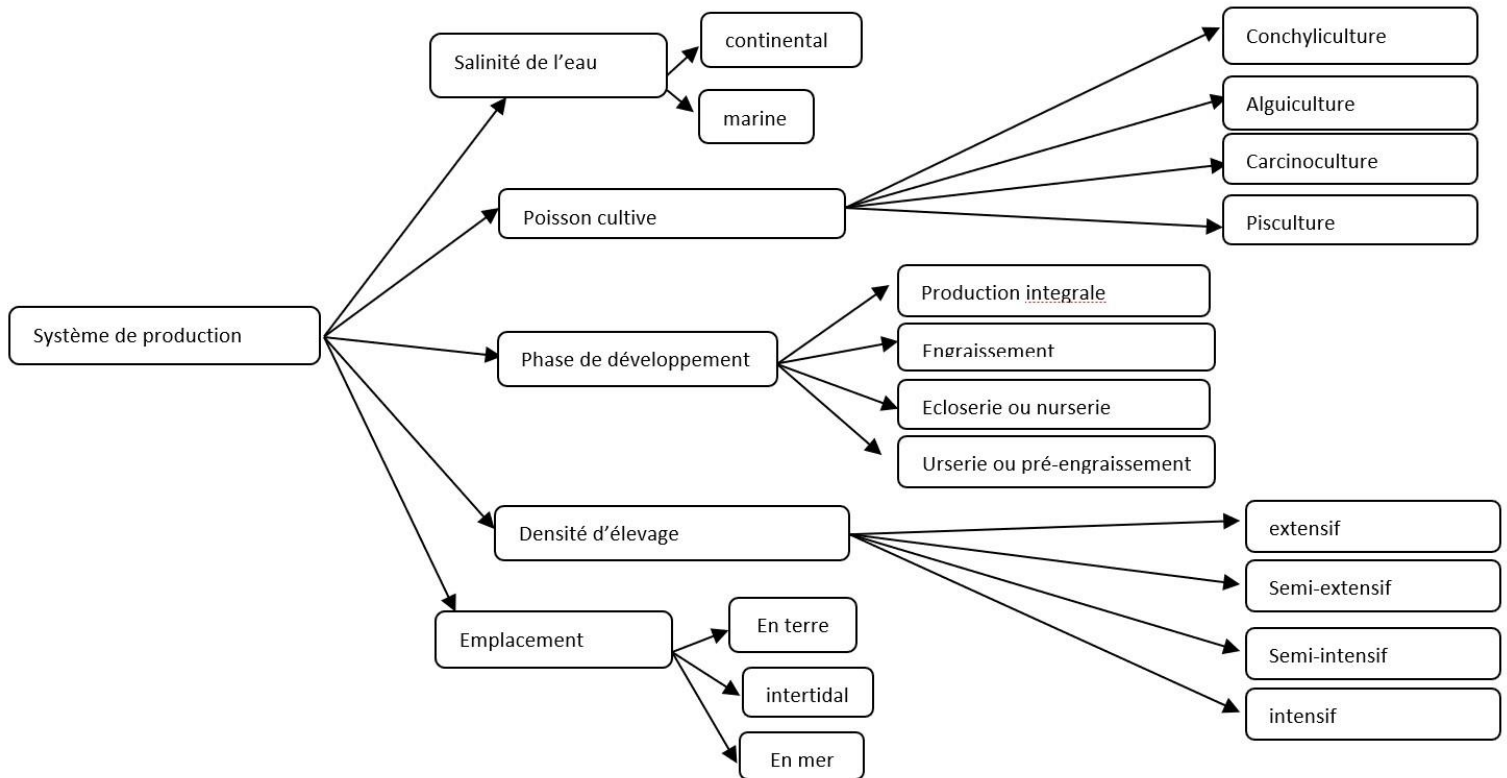 Système de production
Salinité de l’eau
continental
marine
Poisson cultive
Conchyliculture
Alguiculture
Carcinoculture
Pisculture
Phase de développement
Production integrale
Engraissement
Ecloserie ou nurserie
Urserie ou pré-engraissement
Densité d’élevage
extensif
Semi-extensif
Semi-intensif
intensif
Emplacement
En terre
intertidal
En mer